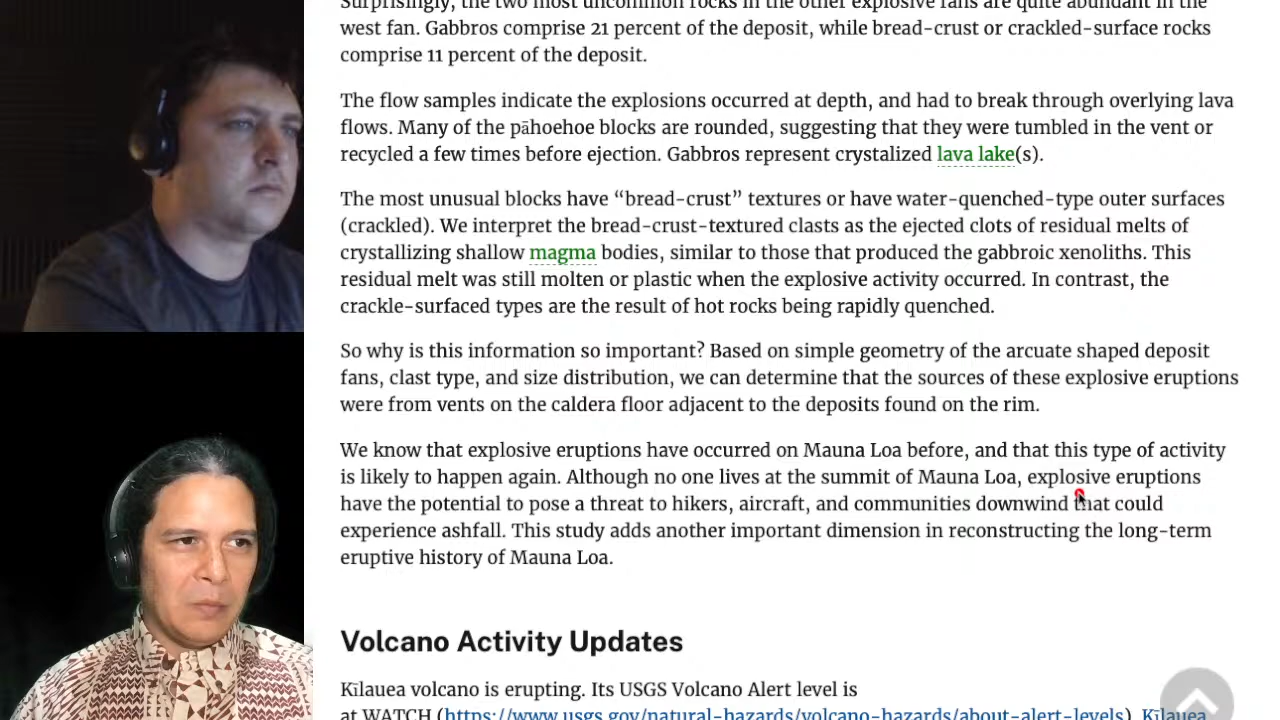 Surprisingly, the two most uncommon rocks in the other explosive fans are quite abundant in the
west fan. Gabbros comprise 21 percent of the deposit, while bread-crust or crackled-surface rocks
comprise 11 percent of the deposit.
The flow samples indicate the explosions occurred at depth, and had to break through overlying lava
flows. Many of the pāhoehoe blocks are rounded, suggesting that they were tumbled in the vent or
recycled a few times before ejection. Gabbros represent crystalized lava lake(s).
The most unusual blocks have “bread-crust” textures or have water-quenched-type outer surfaces
(crackled). We interpret the bread-crust-textured clasts as the ejected clots of residual melts of
crystallizing shallow magma bodies, similar to those that produced the gabbroic xenoliths. This
residual melt was still molten or plastic when the explosive activity occurred. In contrast, the
crackle-surfaced types are the result of hot rocks being rapidly quenched.
So why is this information so important? Based on simple geometry of the arcuate shaped deposit
fans, clast type, and size distribution, we can determine that the sources of these explosive eruptions
were from vents on the caldera floor adjacent to the deposits found on the rim.
We know that explosive eruptions have occurred on Mauna Loa before, and that this type of activity
is likely to happen again. Although no one lives at the summit of Mauna Loa, explosive eruptions
have the potential to pose a threat to hikers, aircraft, and communities downwind that could
experience ashfall. This study adds another important dimension in reconstructing the long-term
eruptive history of Mauna Loa.
Volcano Activity Updates
Kīlauea volcano is erupting. Its USGS Volcano Alert level is
at WATCH (https://www.usgs.gov/natural-hazards/volcano-hazards/about-alert-levels). Kīlauea